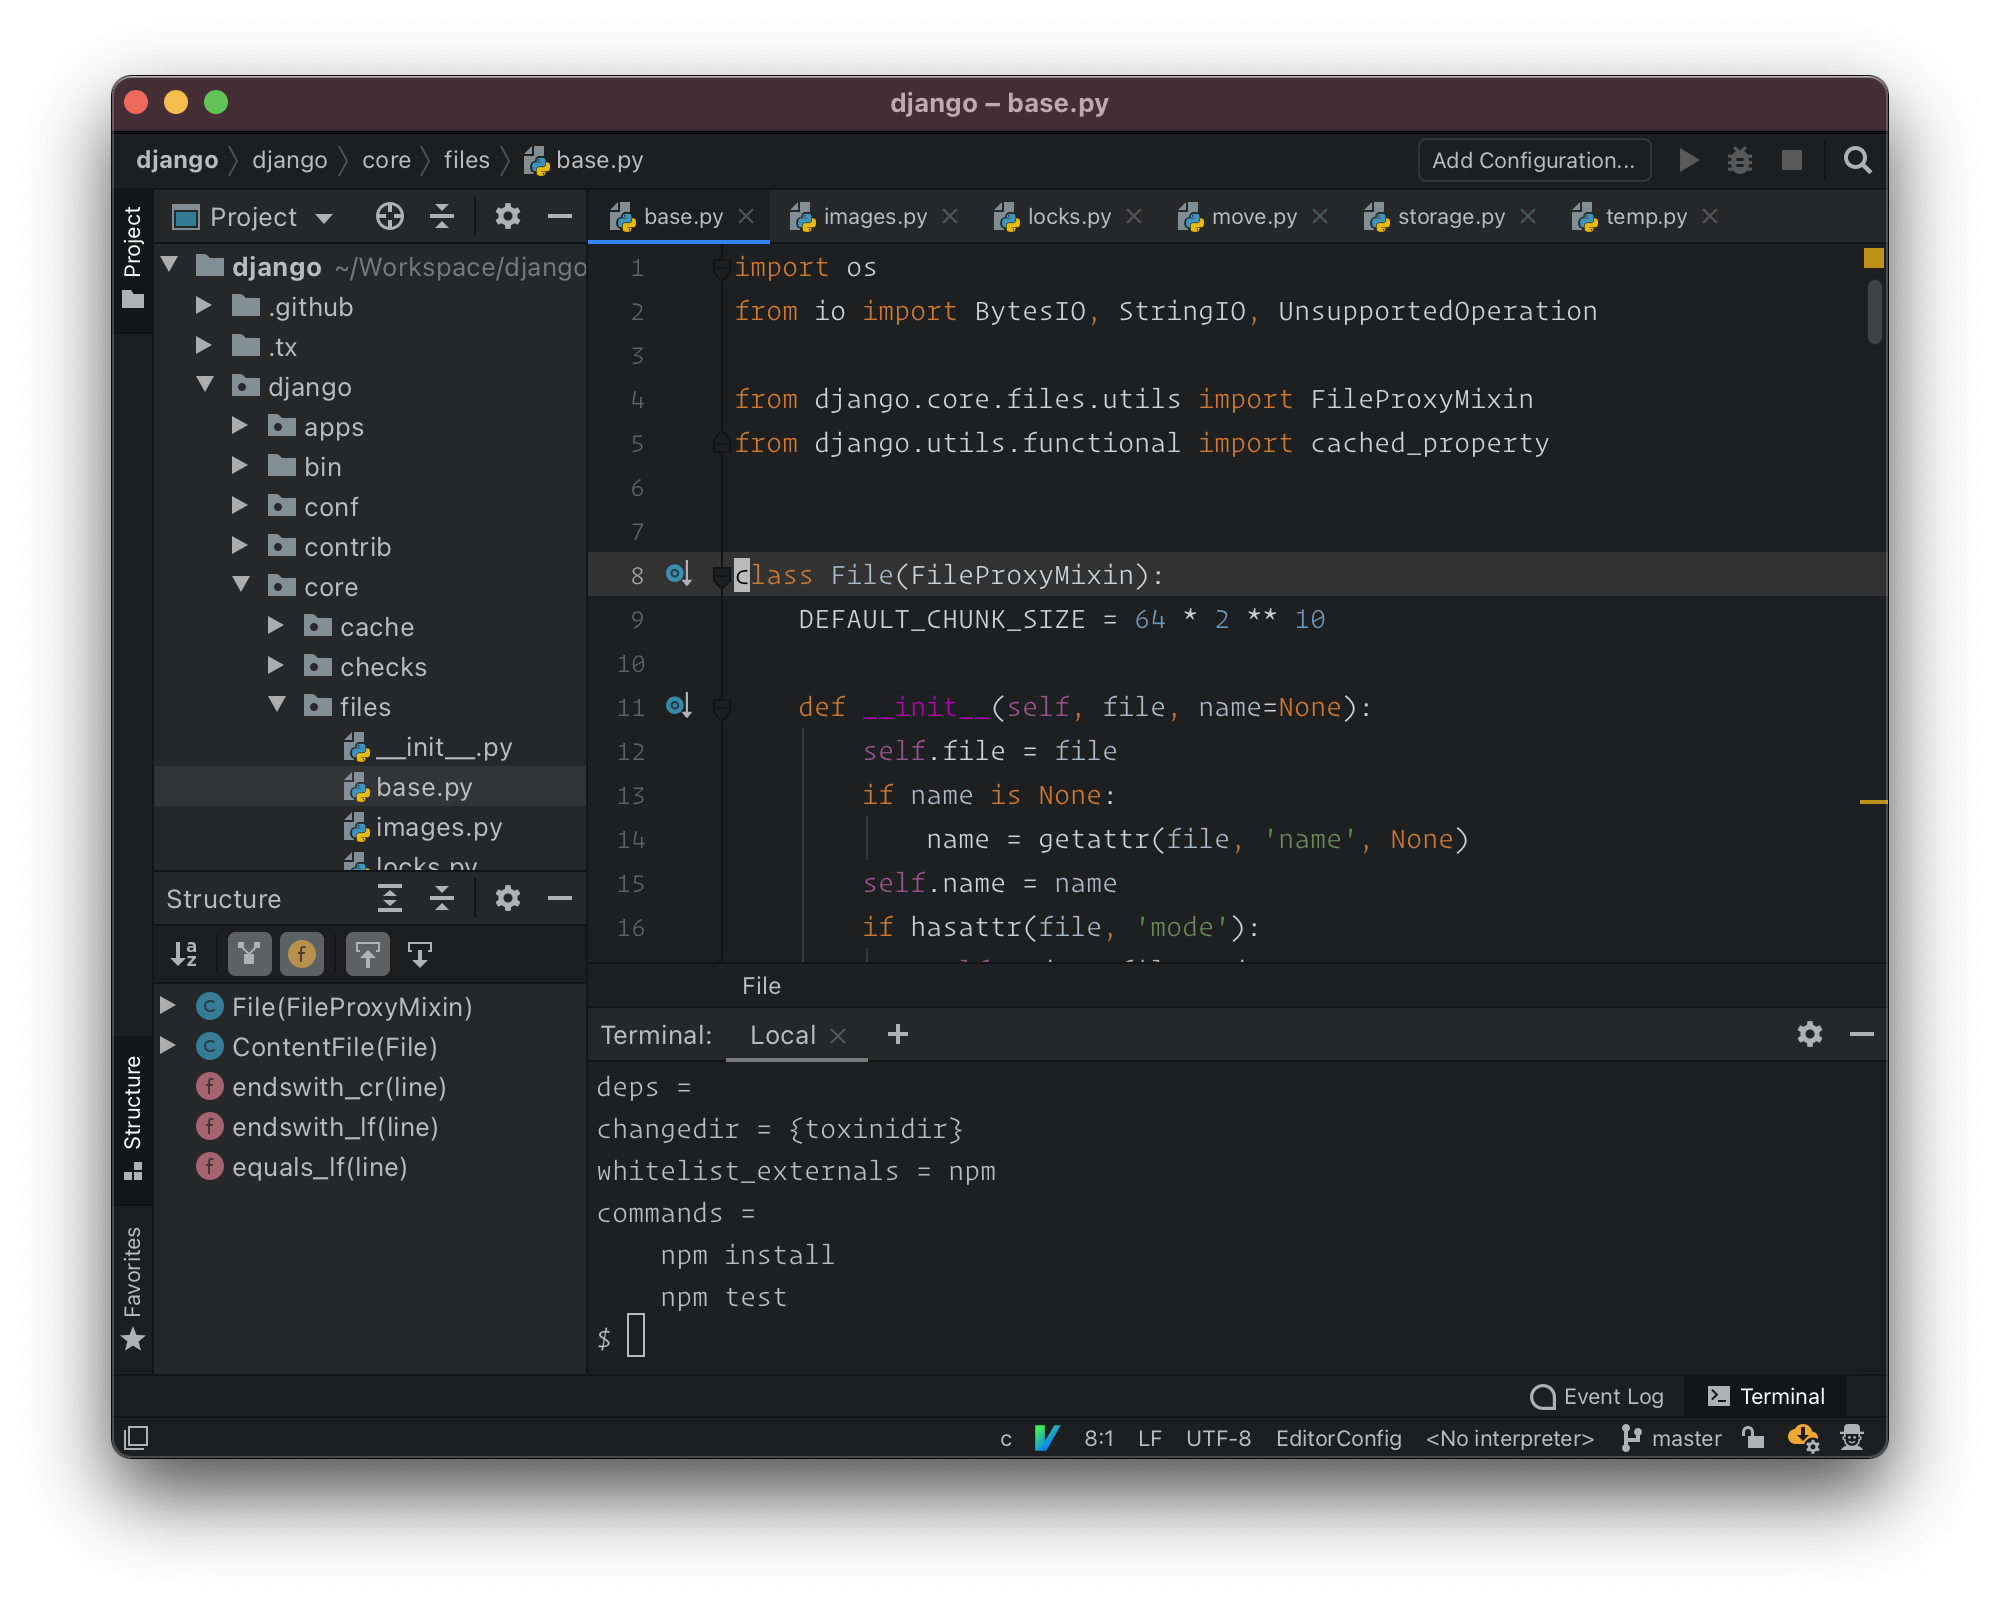 django – base.py
django django core files base.py
Add Configuration...
Project
Project
base.py images.py locks.py move.py storage.py temp.py
django ~/Workspace/django
.github
.tx
django
apps
bin
conf
contrib
core
cache
checks
files
__init__.py
base.py
images.py
locks.py
1 import os
2 from io import BytesIO, StringIO, UnsupportedOperation
3
4 from django.core.files.utils import FileProxyMixin
5 from django.utils.functional import cached_property
6
7
8 class File(FileProxyMixin):
9 DEFAULT_CHUNK_SIZE = 64 * 2 ** 10
10
11 def __init__(self, file, name=None):
12 self.file = file
13 if name is None:
14 name = getattr(file, 'name', None)
15 self.name = name
16 if hasattr(file, 'mode'):
File
Structure
File(FileProxyMixin)
ContentFile(File)
endswith_cr(line)
endswith_lf(line)
equals_lf(line)
Structure
Favorites
Terminal: Local
deps =
changedir = {toxinidir}
whitelist_externals = npm
commands =
npm install
npm test
$
Event Log Terminal
c 8:1 LF UTF-8 EditorConfig <No interpreter> master